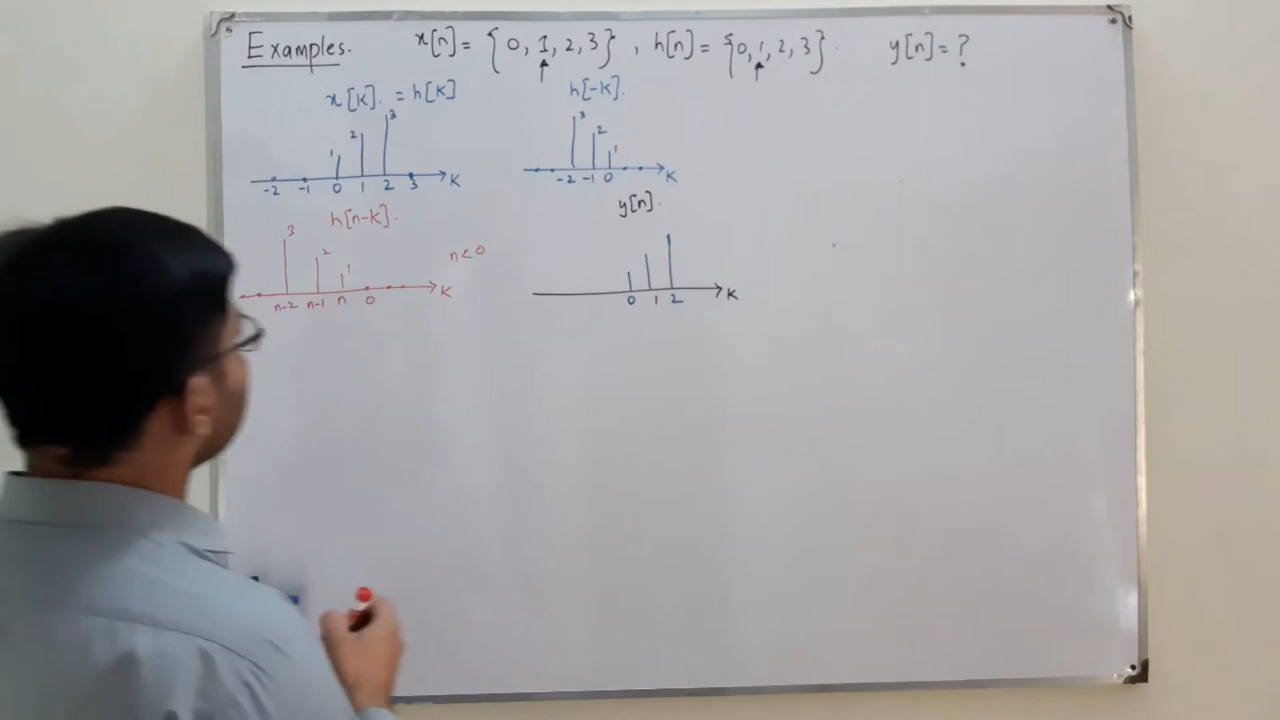 Examples. x[n] = {0, 1, 2, 3}, h[n] = {0, 1, 2, 3}. y[n] = ?
↑ ↑
x[K]. = h[K] h[-K].
1 2 3 3 2 1
-2 -1 0 1 2 3 K -2 -1 0 K
h[n-K]. y[n].
3 2 1 n<0
n-2 n-1 n 0 K 0 1 2 K